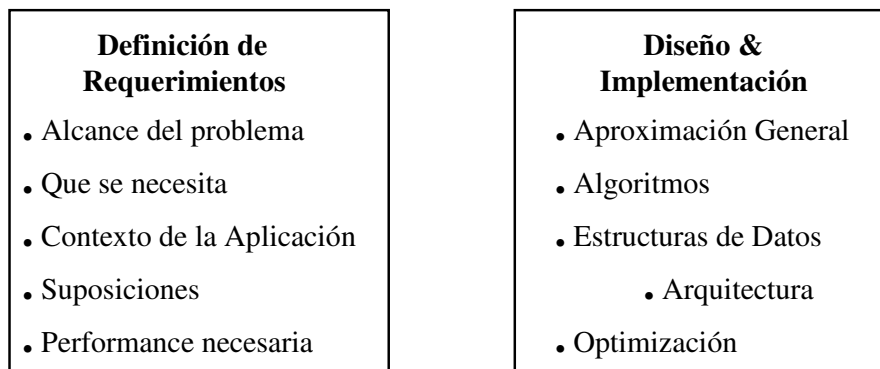 Definición de
Requerimientos
• Alcance del problema
• Que se necesita
• Contexto de la Aplicación
• Suposiciones
• Performance necesaria
Diseño &
Implementación
• Aproximación General
• Algoritmos
• Estructuras de Datos
• Arquitectura
• Optimización